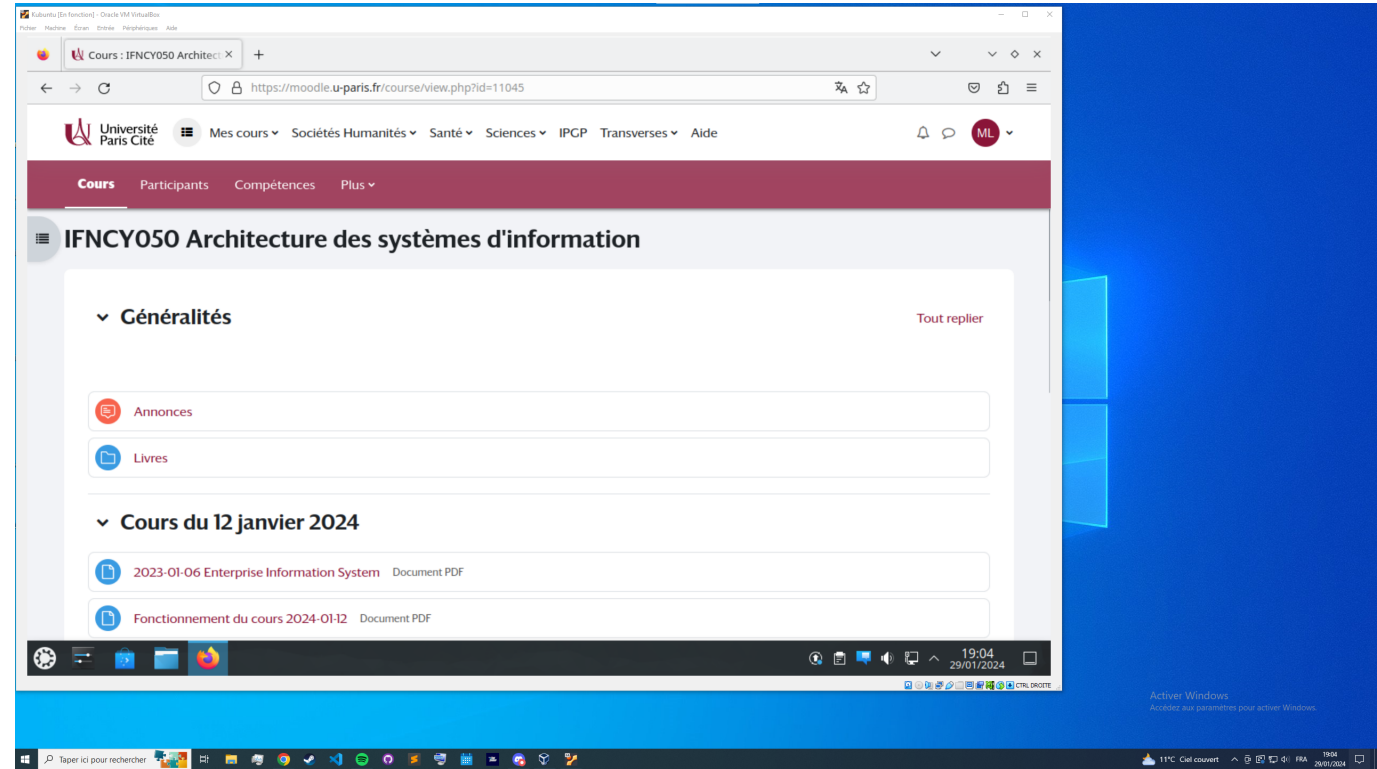 Kubuntu [En fonction] - Oracle VM VirtualBox
Fichier Machine Écran Entrée Périphériques Aide
Cours : IFNCY050 Architect
https://moodle.u-paris.fr/course/view.php?id=11045
Université
Paris Cité
Mes cours Sociétés Humanités Santé Sciences IPGP Transverses Aide
ML
Cours Participants Compétences Plus
IFNCY050 Architecture des systèmes d'information
Généralités
Tout replier
Annonces
Livres
Cours du 12 janvier 2024
2023-01-06 Enterprise Information System Document PDF
Fonctionnement du cours 2024-01-12 Document PDF
19:04
29/01/2024
CTRL DROITE
Activer Windows
Accédez aux paramètres pour activer Windows.
Taper ici pour rechercher
11°C Ciel couvert
FRA
19:04
29/01/2024